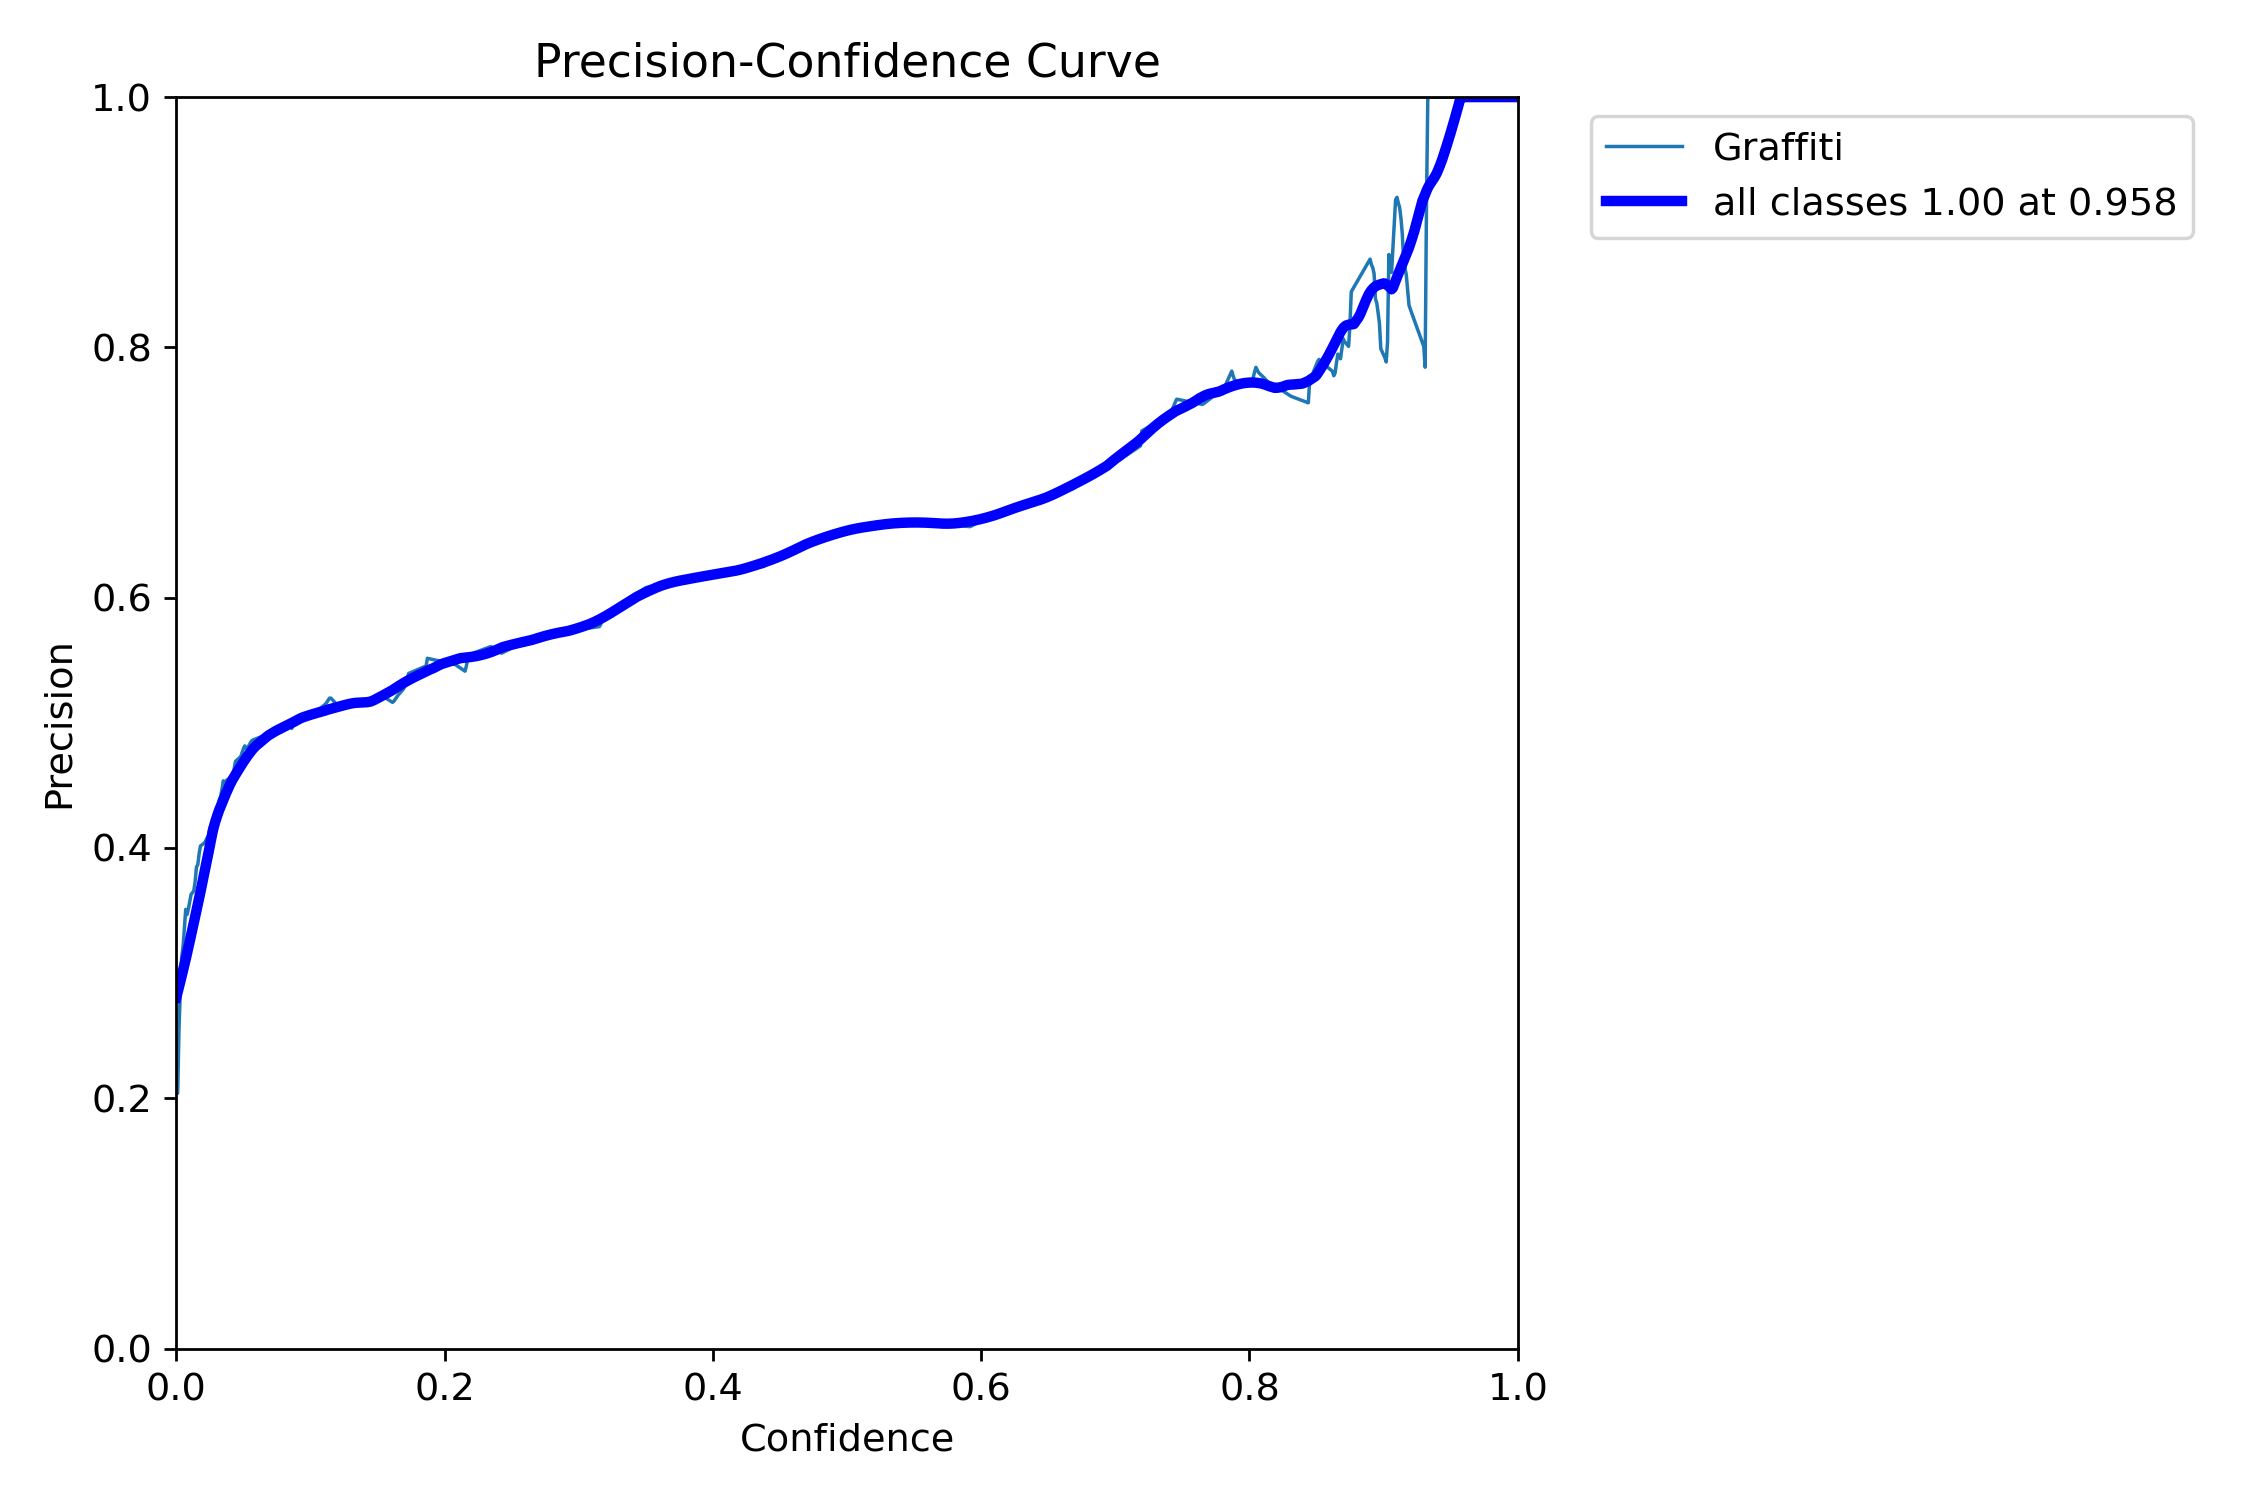 Precision-Confidence Curve
1.0
0.8
0.6
0.4
0.2
0.0
Precision
0.0 0.2 0.4 0.6 0.8 1.0
Confidence
Graffiti
all classes 1.00 at 0.958